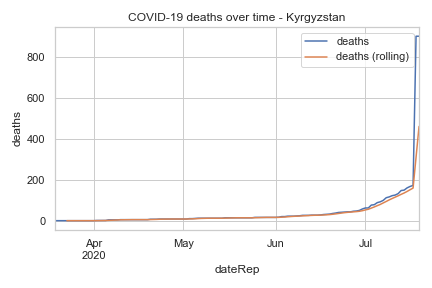 COVID-19 deaths over time - Kyrgyzstan
deaths
deaths (rolling)
800
600
400
200
0
deaths
Apr
2020
May
Jun
Jul
dateRep